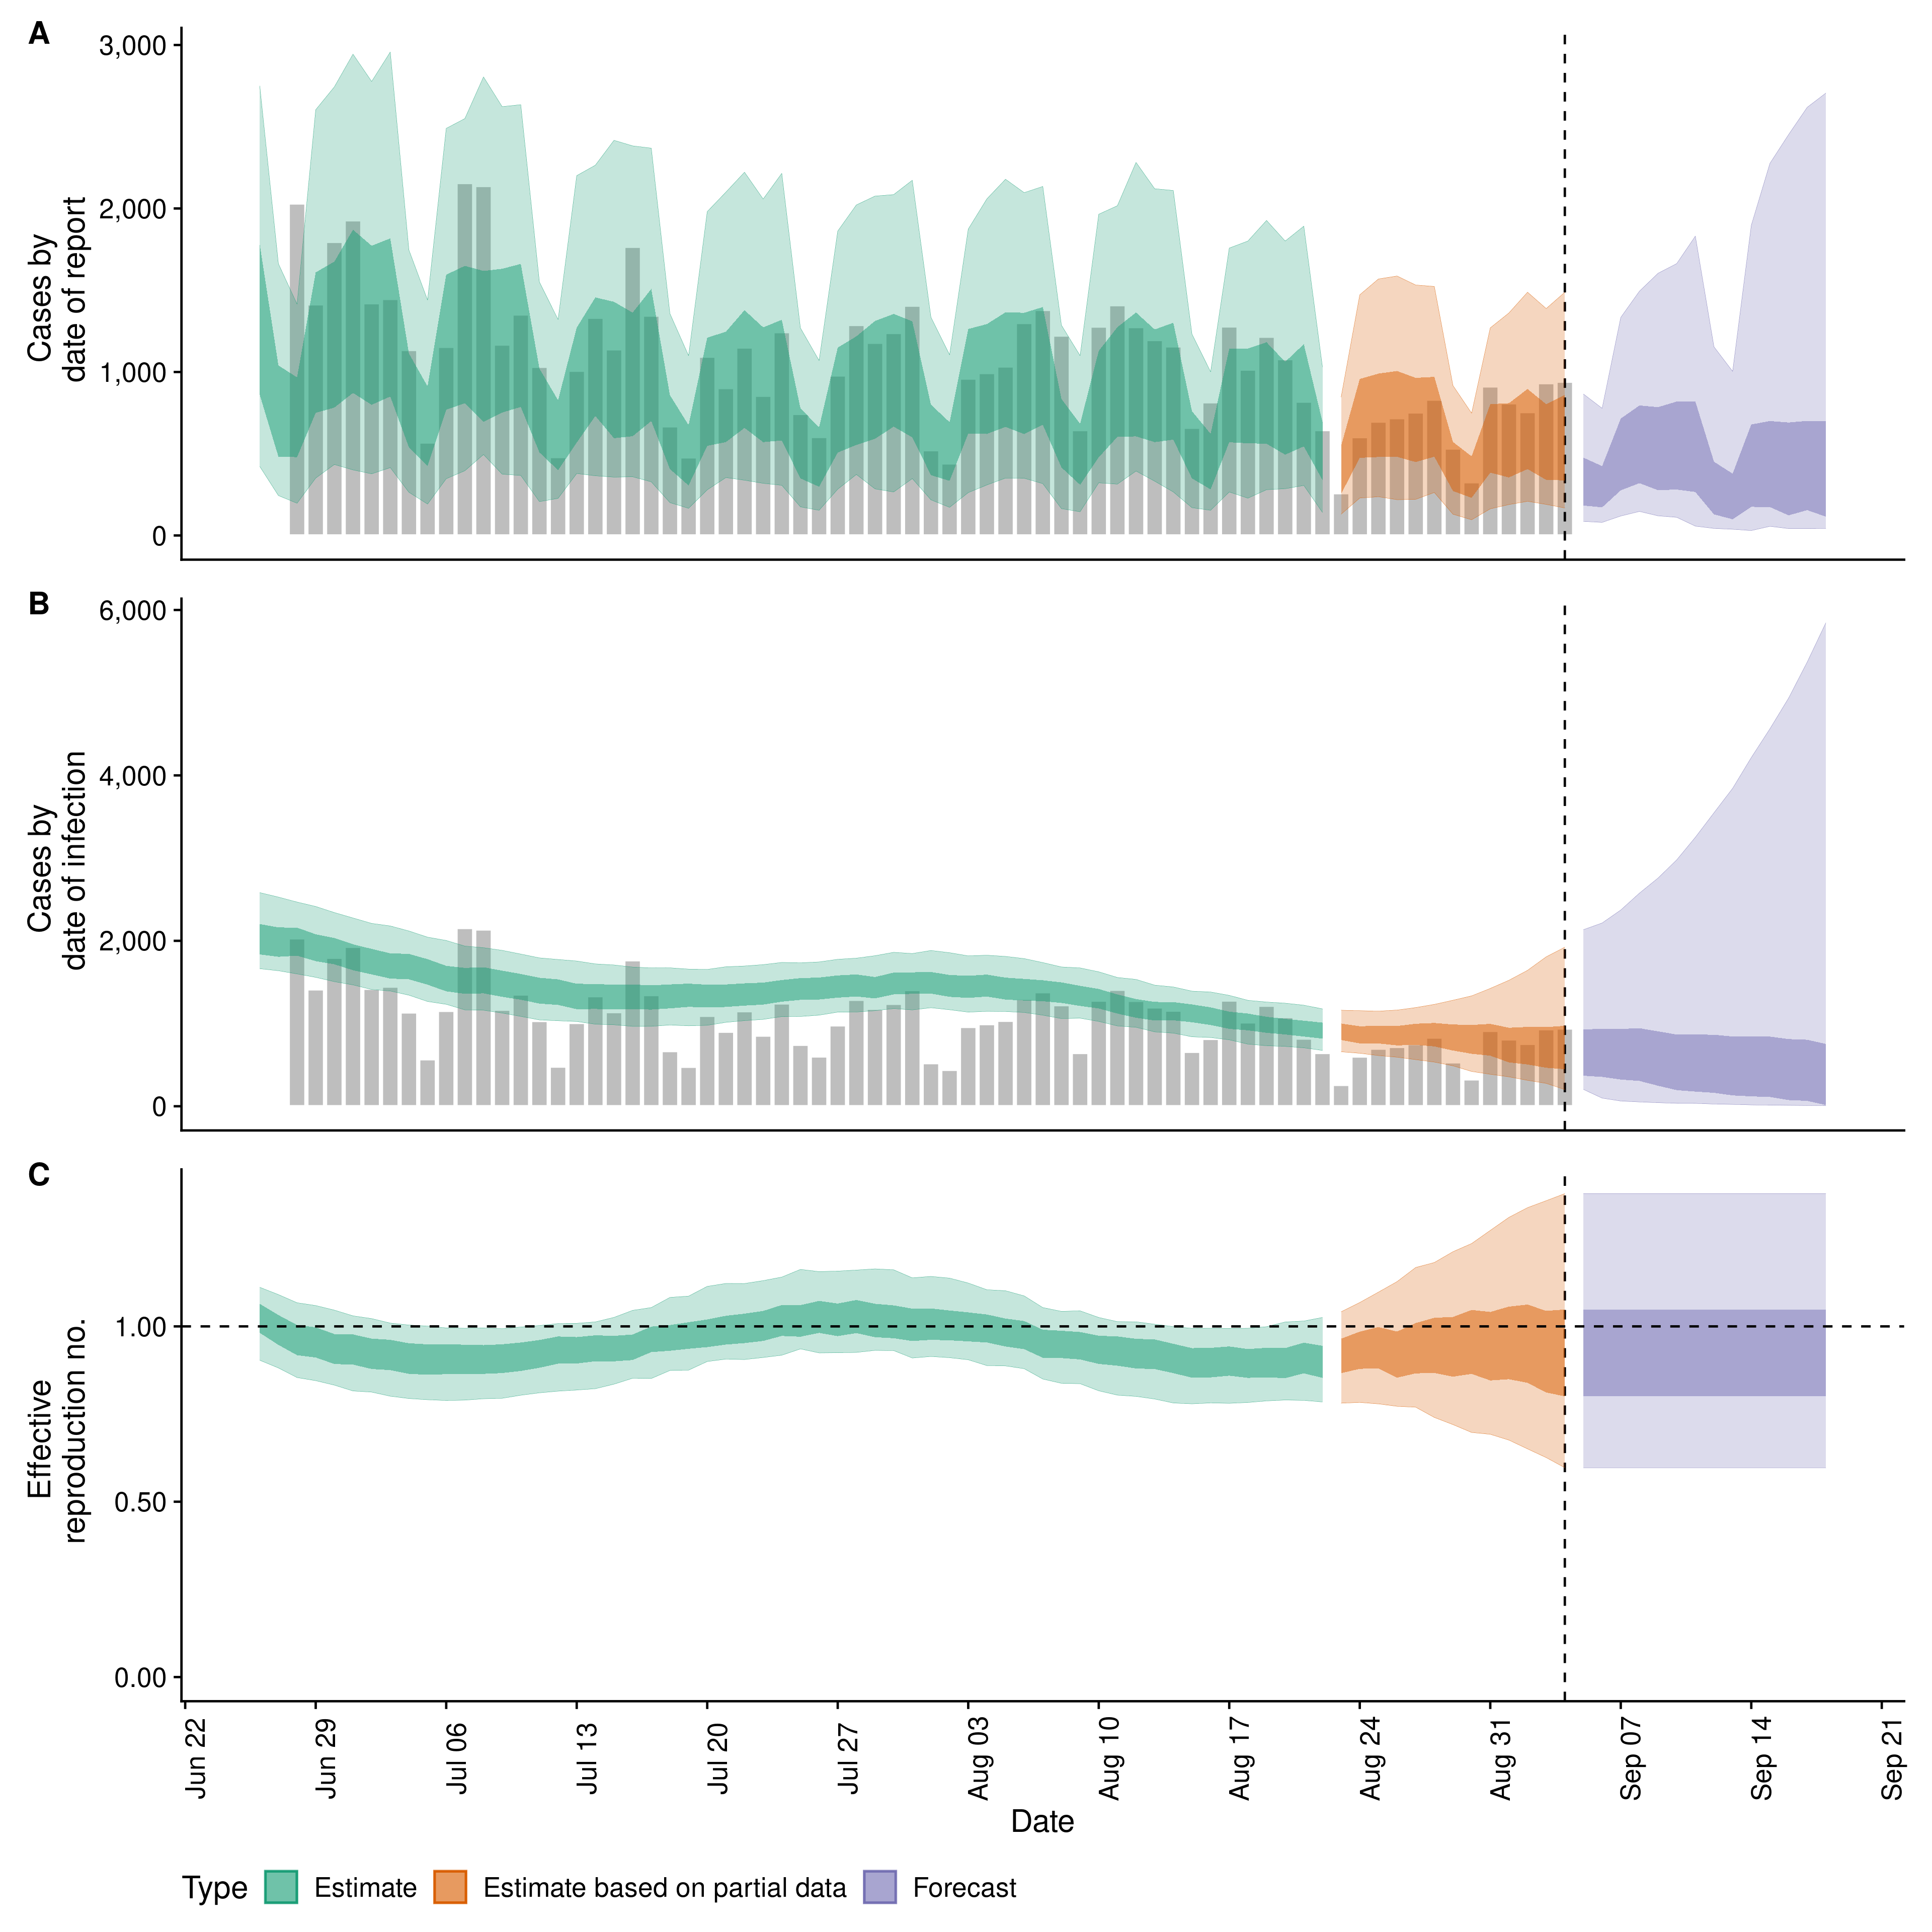 A
Cases by
date of report
3,000
2,000
1,000
0
B
Cases by
date of infection
6,000
4,000
2,000
0
C
Effective
reproduction no.
1.00
0.50
0.00
Jun 22
Jun 29
Jul 06
Jul 13
Jul 20
Jul 27
Aug 03
Aug 10
Aug 17
Aug 24
Aug 31
Sep 07
Sep 14
Sep 21
Date
Type Estimate Estimate based on partial data Forecast